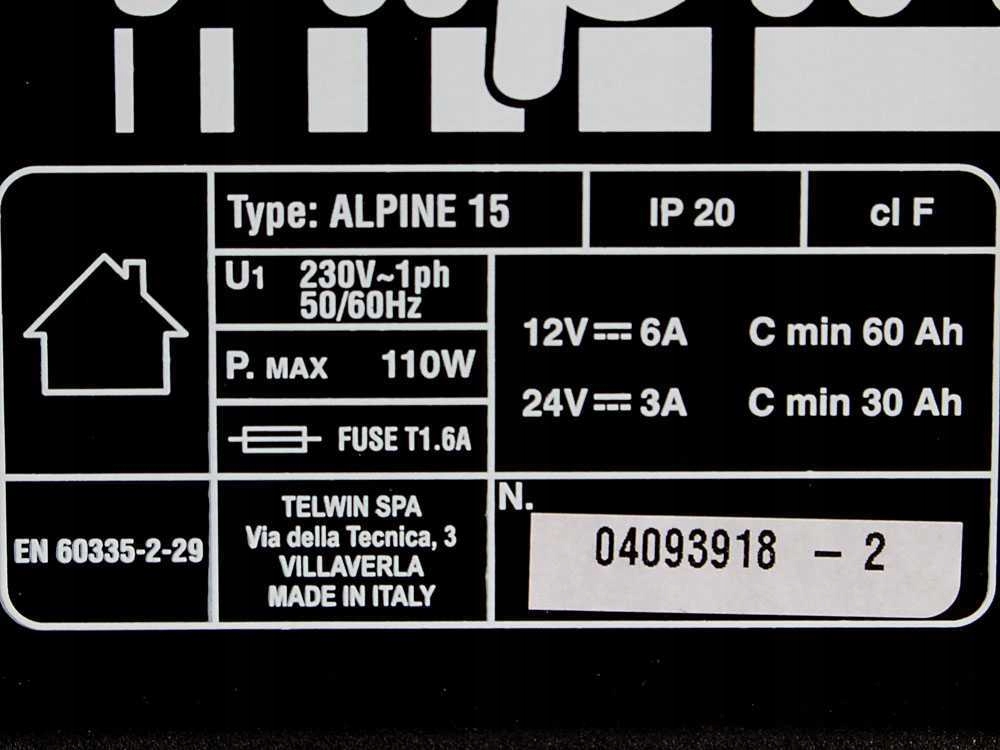 Type: ALPINE 15
IP 20
cl F
U1 230V~1ph
50/60Hz
P. MAX 110W
FUSE T1.6A
12V⎓6A C min 60 Ah
24V⎓3A C min 30 Ah
EN 60335-2-29
TELWIN SPA
Via della Tecnica, 3
VILLAVERLA
MADE IN ITALY
N.
04093918 - 2